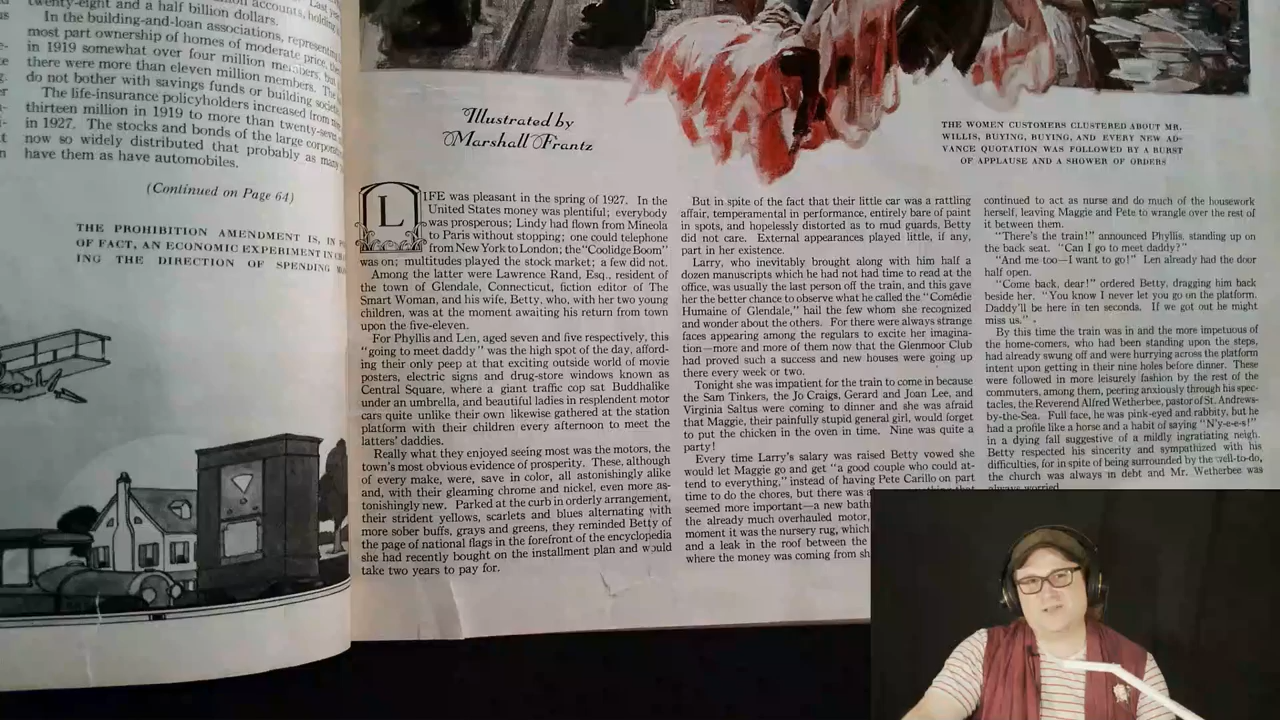 twenty-eight and a half billion dollars.
In the building-and-loan associations, representing
most part ownership of homes of moderate price, the
in 1919 somewhat over four million members, but
there were more than eleven million members. The
do not bother with savings funds or building societ
The life-insurance policyholders increased from nin
thirteen million in 1919 to more than twenty-seven
in 1927. The stocks and bonds of the large corporati
now so widely distributed that probably as many
have them as have automobiles.
(Continued on Page 64)
THE PROHIBITION AMENDMENT IS, IN P
OF FACT, AN ECONOMIC EXPERIMENT IN CH
ING THE DIRECTION OF SPENDING MO
Illustrated by
Marshall Frantz
THE WOMEN CUSTOMERS CLUSTERED ABOUT MR.
WILLIS, BUYING, BUYING, AND EVERY NEW AD-
VANCE QUOTATION WAS FOLLOWED BY A BURST
OF APPLAUSE AND A SHOWER OF ORDERS
LIFE was pleasant in the spring of 1927. In the
United States money was plentiful; everybody
was prosperous; Lindy had flown from Mineola
to Paris without stopping; one could telephone
from New York to London; the "Coolidge Boom"
was on; multitudes played the stock market; a few did not.
Among the latter were Lawrence Rand, Esq., resident of
the town of Glendale, Connecticut, fiction editor of The
Smart Woman, and his wife, Betty, who, with her two young
children, was at the moment awaiting his return from town
upon the five-eleven.
For Phyllis and Len, aged seven and five respectively, this
"going to meet daddy" was the high spot of the day, afford-
ing their only peep at that exciting outside world of movie
posters, electric signs and drug-store windows known as
Central Square, where a giant traffic cop sat Buddhalike
under an umbrella, and beautiful ladies in resplendent motor
cars quite unlike their own likewise gathered at the station
platform with their children every afternoon to meet the
latters' daddies.
Really what they enjoyed seeing most was the motors, the
town's most obvious evidence of prosperity. These, although
of every make, were, save in color, all astonishingly alike
and, with their gleaming chrome and nickel, even more as-
tonishingly new. Parked at the curb in orderly arrangement,
their strident yellows, scarlets and blues alternating with
more sober buffs, grays and greens, they reminded Betty of
the page of national flags in the forefront of the encyclopedia
she had recently bought on the installment plan and would
take two years to pay for.
But in spite of the fact that their little car was a rattling
affair, temperamental in performance, entirely bare of paint
in spots, and hopelessly distorted as to mud guards, Betty
did not care. External appearances played little, if any,
part in her existence.
Larry, who inevitably brought along with him half a
dozen manuscripts which he had not had time to read at the
office, was usually the last person off the train, and this gave
her the better chance to observe what he called the "Comédie
Humaine of Glendale," hail the few whom she recognized
and wonder about the others. For there were always strange
faces appearing among the regulars to excite her imagina-
tion—more and more of them now that the Glenmoor Club
had proved such a success and new houses were going up
there every week or two.
Tonight she was impatient for the train to come in because
the Sam Tinkers, the Jo Craigs, Gerard and Joan Lee, and
Virginia Saltus were coming to dinner and she was afraid
that Maggie, their painfully stupid general girl, would forget
to put the chicken in the oven in time. Nine was quite a
party!
Every time Larry's salary was raised Betty vowed she
would let Maggie go and get "a good couple who could at-
tend to everything," instead of having Pete Carillo on part
time to do the chores, but there was
seemed more important—a new bath
the already much overhauled motor,
moment it was the nursery rug, which
and a leak in the roof between the
where the money was coming from sh
continued to act as nurse and do much of the housework
herself, leaving Maggie and Pete to wrangle over the rest of
it between them.
"There's the train!" announced Phyllis, standing up on
the back seat. "Can I go to meet daddy?"
"And me too—I want to go!" Len already had the door
half open.
"Come back, dear!" ordered Betty, dragging him back
beside her. "You know I never let you go on the platform.
Daddy'll be here in ten seconds. If we got out he might
miss us."
By this time the train was in and the more impetuous of
the home-comers, who had been standing upon the steps,
had already swung off and were hurrying across the platform
intent upon getting in their nine holes before dinner. These
were followed in more leisurely fashion by the rest of the
commuters, among them, peering anxiously through his spec-
tacles, the Reverend Alfred Wetherbee, pastor of St. Andrews-
by-the-Sea. Full face, he was pink-eyed and rabbity, but he
had a profile like a horse and a habit of saying "N'y-e-e-s!"
in a dying fall suggestive of a mildly ingratiating neigh.
Betty respected his sincerity and sympathized with his
difficulties, for in spite of being surrounded by the well-to-do,
the church was always in debt and Mr. Wetherbee was
always worried.